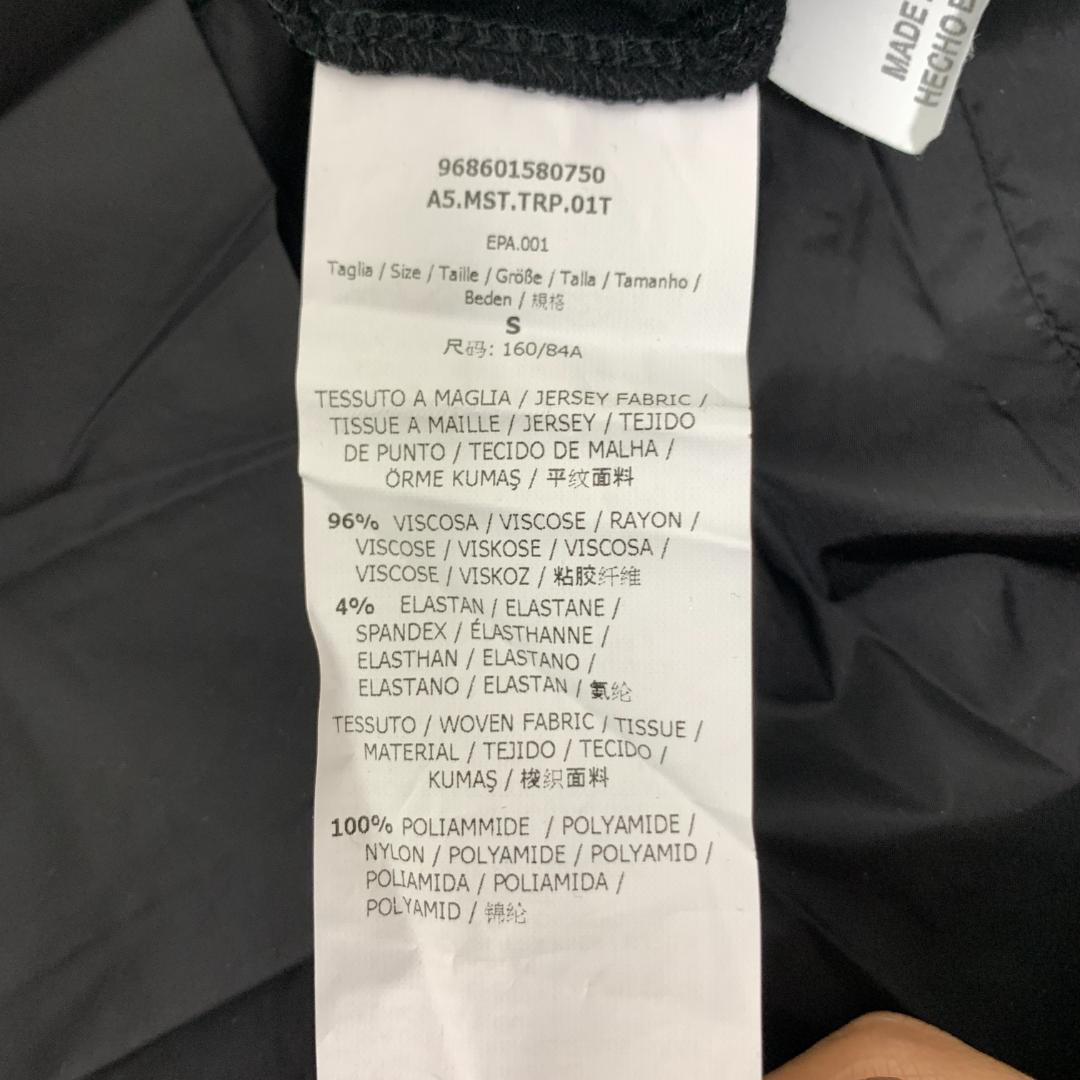 MADE
HECHO E
968601580750
A5.MST.TRP.01T
EPA.001
Taglia / Size / Taille / Größe / Talla / Tamanho /
Beden / 規格
S
尺码: 160/84A
TESSUTO A MAGLIA / JERSEY FABRIC /
TISSUE A MAILLE / JERSEY / TEJIDO
DE PUNTO / TECIDO DE MALHA /
ÖRME KUMAŞ / 平纹面料
96% VISCOSA / VISCOSE / RAYON /
VISCOSE / VISKOSE / VISCOSA /
VISCOSE / VISKOZ / 粘胶纤维
4% ELASTAN / ELASTANE /
SPANDEX / ÉLASTHANNE /
ELASTHAN / ELASTANO /
ELASTANO / ELASTAN / 氨纶
TESSUTO / WOVEN FABRIC / TISSUE /
MATERIAL / TEJIDO / TECIDO /
KUMAŞ / 梭织面料
100% POLIAMMIDE / POLYAMIDE /
NYLON / POLYAMIDE / POLYAMID /
POLIAMIDA / POLIAMIDA /
POLYAMID / 锦纶